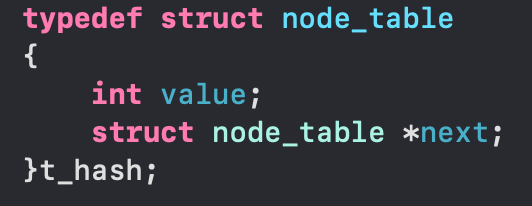 typedef struct node_table
{
    int value;
    struct node_table *next;
}t_hash;